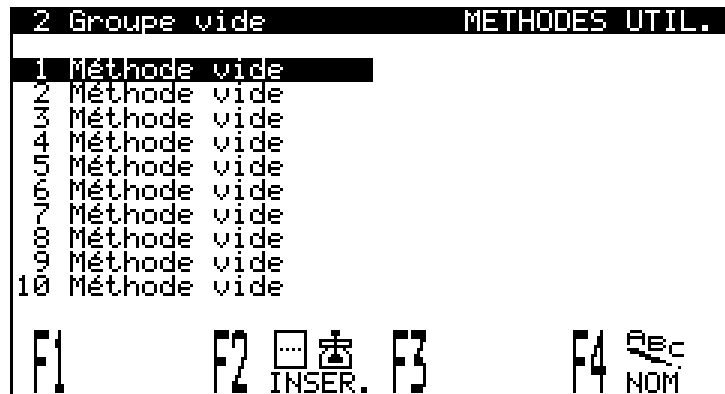 2 Groupe vide METHODES UTIL.
1 Méthode vide
2 Méthode vide
3 Méthode vide
4 Méthode vide
5 Méthode vide
6 Méthode vide
7 Méthode vide
8 Méthode vide
9 Méthode vide
10 Méthode vide
F1 F2 F3 F4 ABC
INSER. NOM